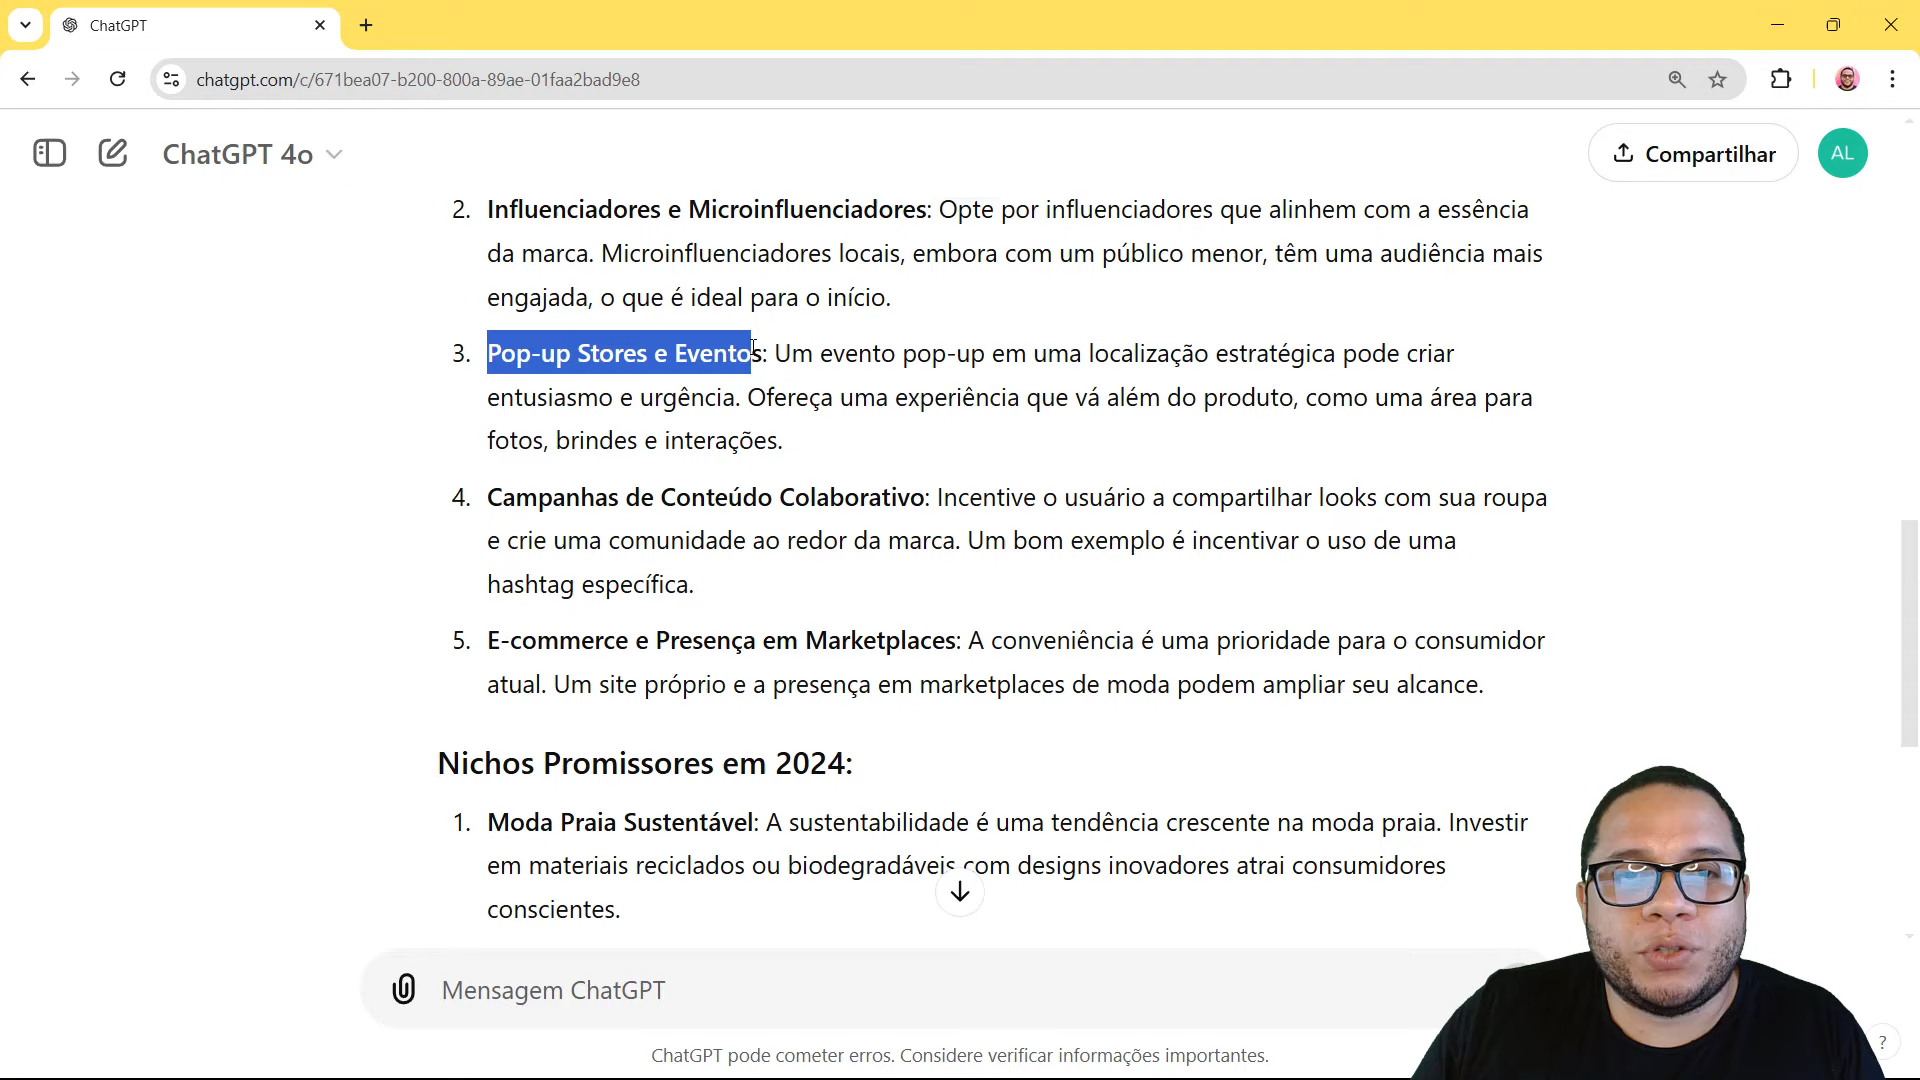 ChatGPT
chatgpt.com/c/671bea07-b200-800a-89ae-01faa2bad9e8
ChatGPT 4o
Compartilhar
AL
2. Influenciadores e Microinfluenciadores: Opte por influenciadores que alinhem com a essência
da marca. Microinfluenciadores locais, embora com um público menor, têm uma audiência mais
engajada, o que é ideal para o início.
3. Pop-up Stores e Eventos: Um evento pop-up em uma localização estratégica pode criar
entusiasmo e urgência. Ofereça uma experiência que vá além do produto, como uma área para
fotos, brindes e interações.
4. Campanhas de Conteúdo Colaborativo: Incentive o usuário a compartilhar looks com sua roupa
e crie uma comunidade ao redor da marca. Um bom exemplo é incentivar o uso de uma
hashtag específica.
5. E-commerce e Presença em Marketplaces: A conveniência é uma prioridade para o consumidor
atual. Um site próprio e a presença em marketplaces de moda podem ampliar seu alcance.
Nichos Promissores em 2024:
1. Moda Praia Sustentável: A sustentabilidade é uma tendência crescente na moda praia. Investir
em materiais reciclados ou biodegradáveis com designs inovadores atrai consumidores
conscientes.
Mensagem ChatGPT
ChatGPT pode cometer erros. Considere verificar informações importantes.
?